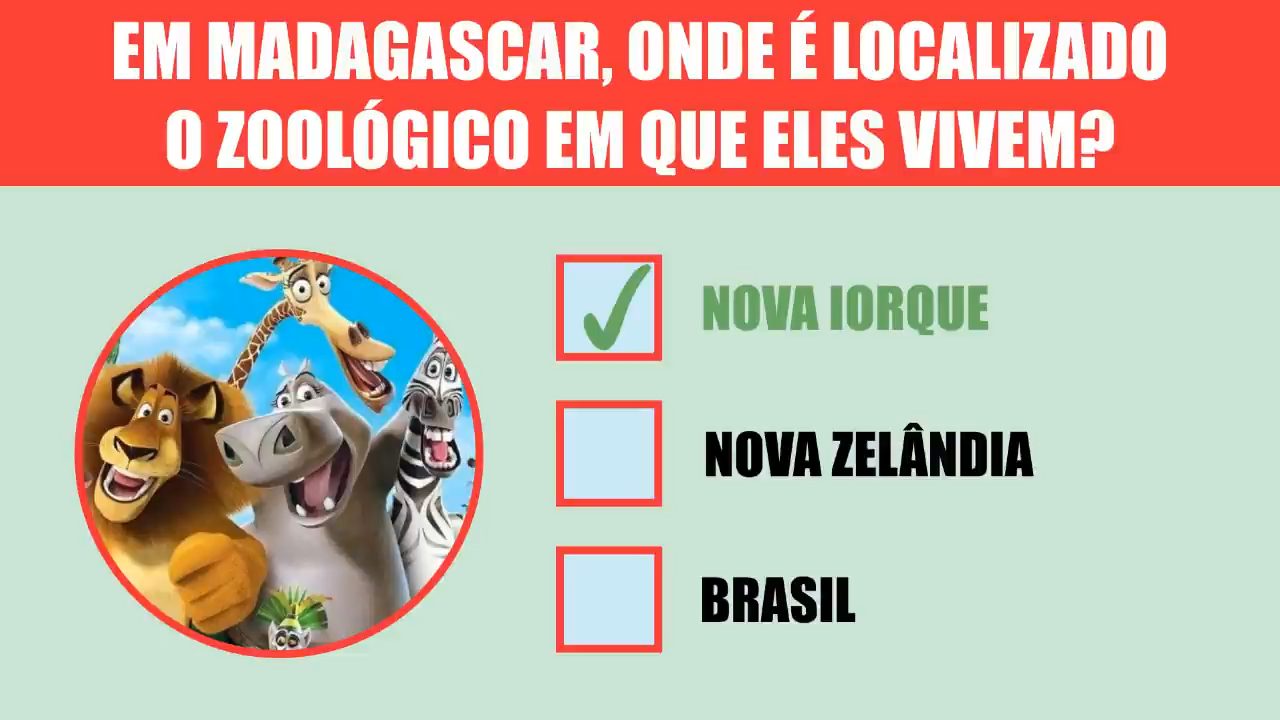 EM MADAGASCAR, ONDE É LOCALIZADO
O ZOOLÓGICO EM QUE ELES VIVEM?
NOVA IORQUE
NOVA ZELÂNDIA
BRASIL